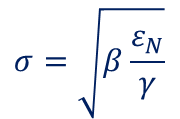 σ = √(β ε_N / γ)